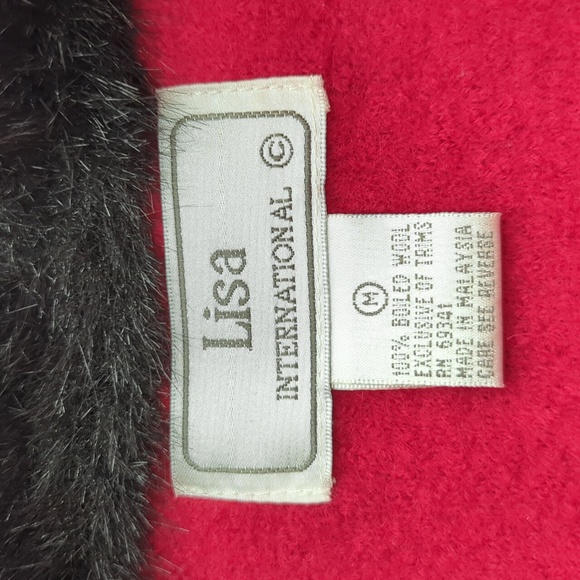 Lisa
INTERNATIONAL ©
M
100% BOILED WOOL
EXCLUSIVE OF TRIMS
RN 69341
MADE IN MALAYSIA
CARE SEE REVERSE